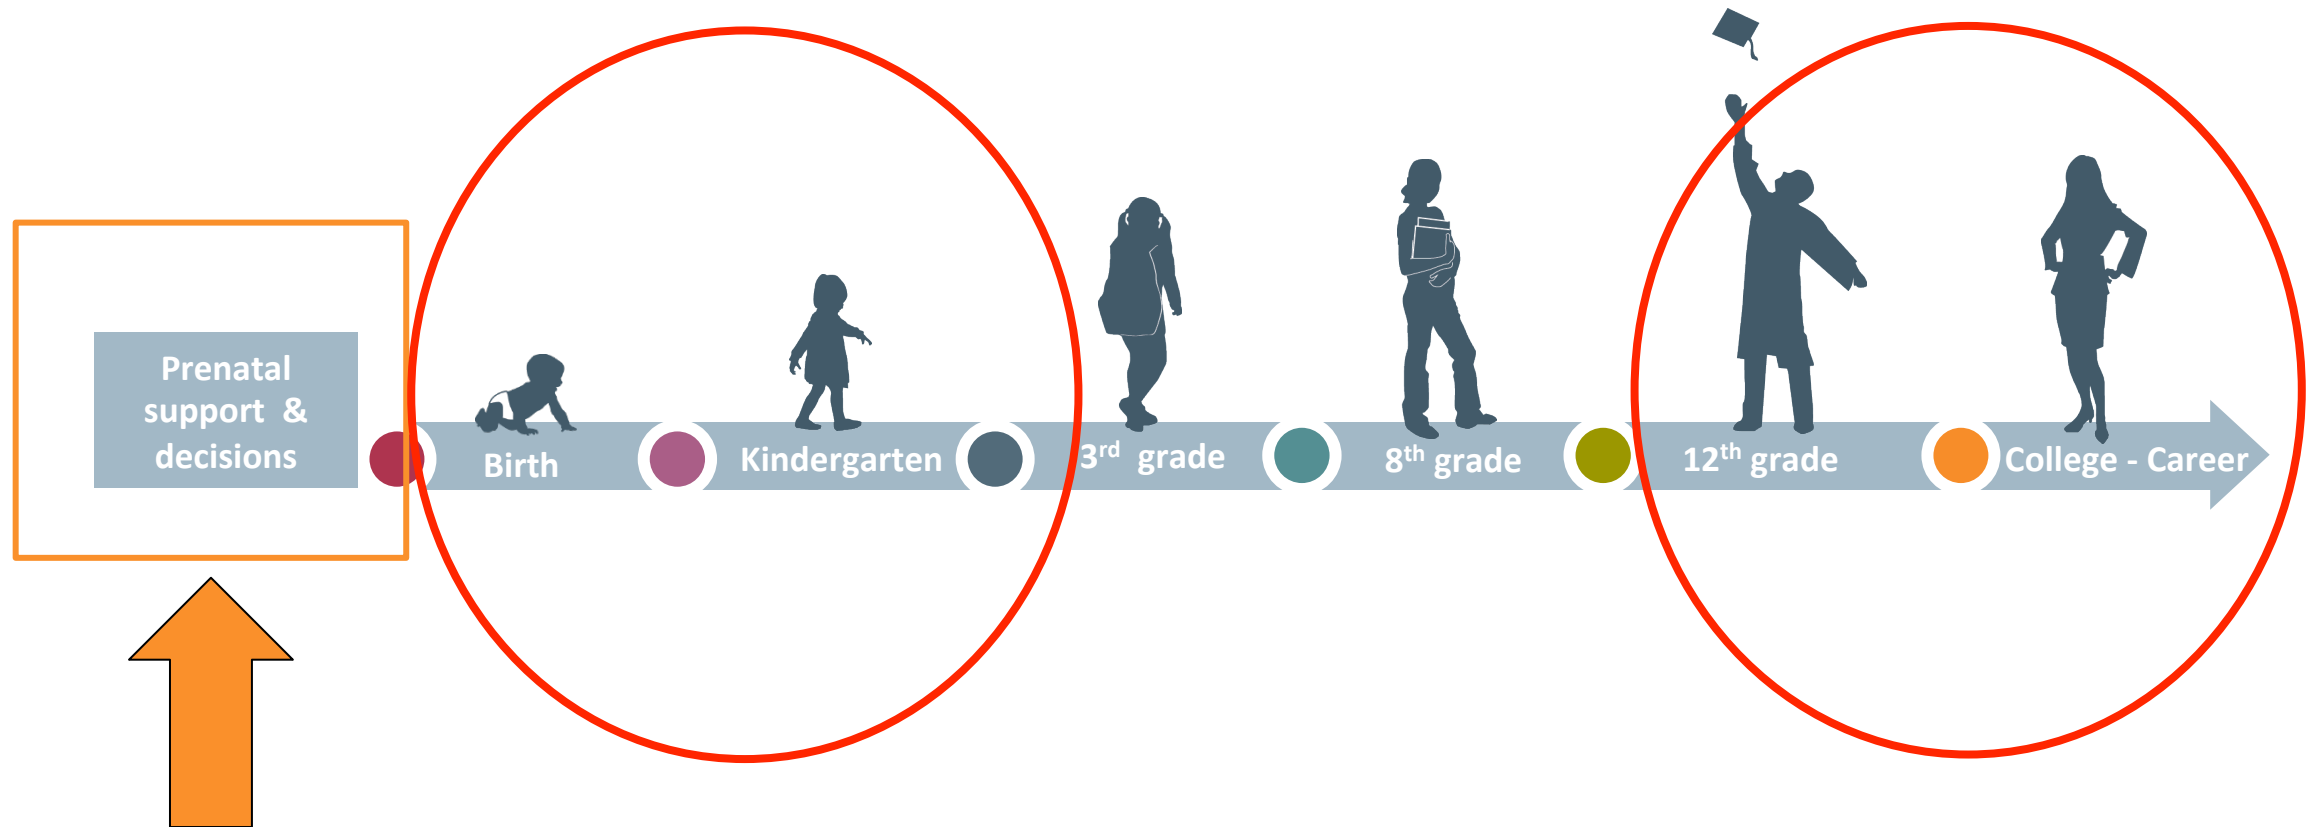 Prenatal
support & 
decisions
Birth
Kindergarten
3rd grade
8th grade
12th grade
College - Career